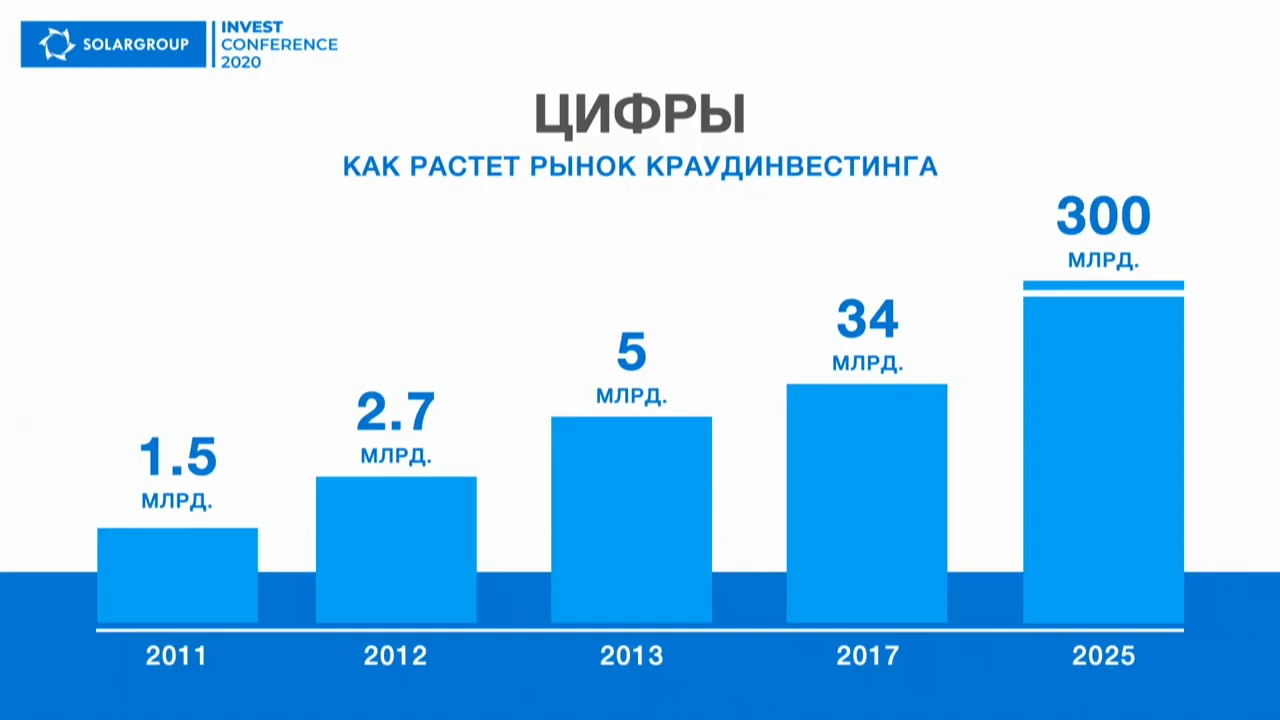 SOLARGROUP
INVEST
CONFERENCE
2020
ЦИФРЫ
КАК РАСТЕТ РЫНОК КРАУДИНВЕСТИНГА
1.5
МЛРД.
2.7
МЛРД.
5
МЛРД.
34
МЛРД.
300
МЛРД.
2011
2012
2013
2017
2025